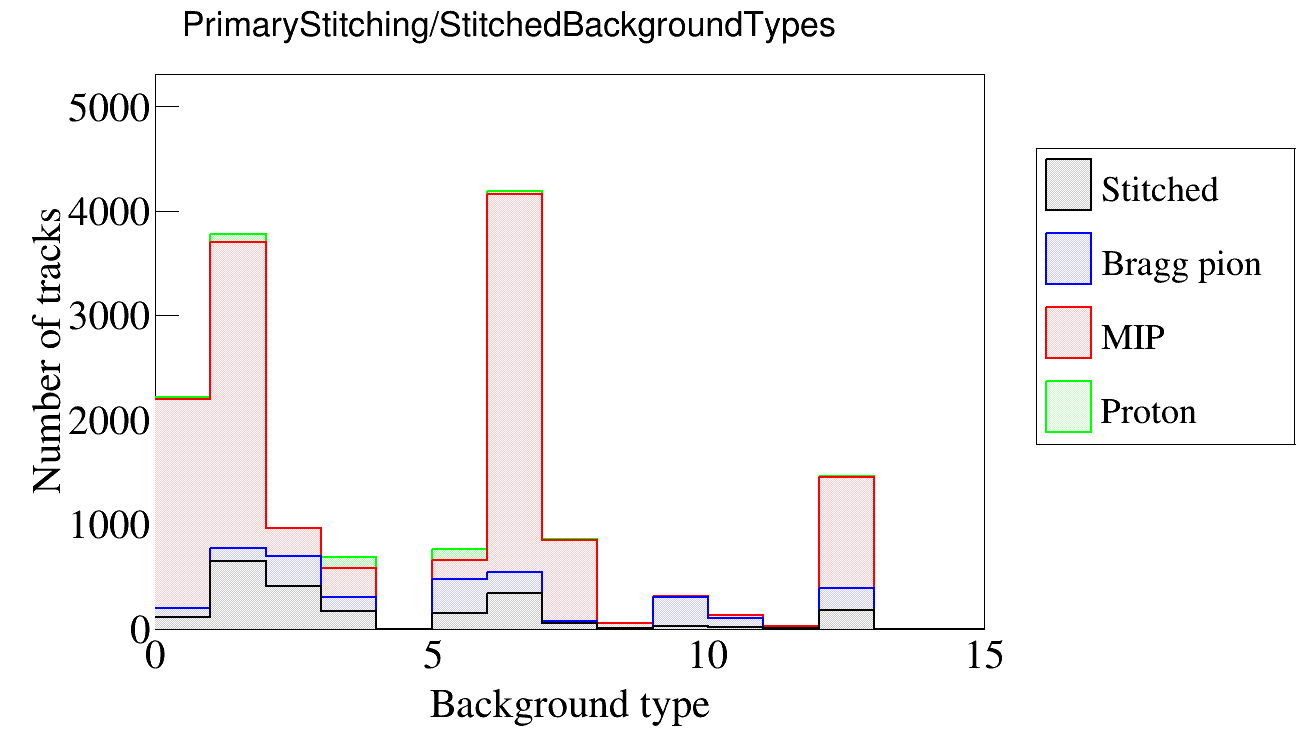 PrimaryStitching/StitchedBackgroundTypes
Number of tracks
5000
4000
3000
2000
1000
0
0 5 10 15
Background type
Stitched
Bragg pion
MIP
Proton